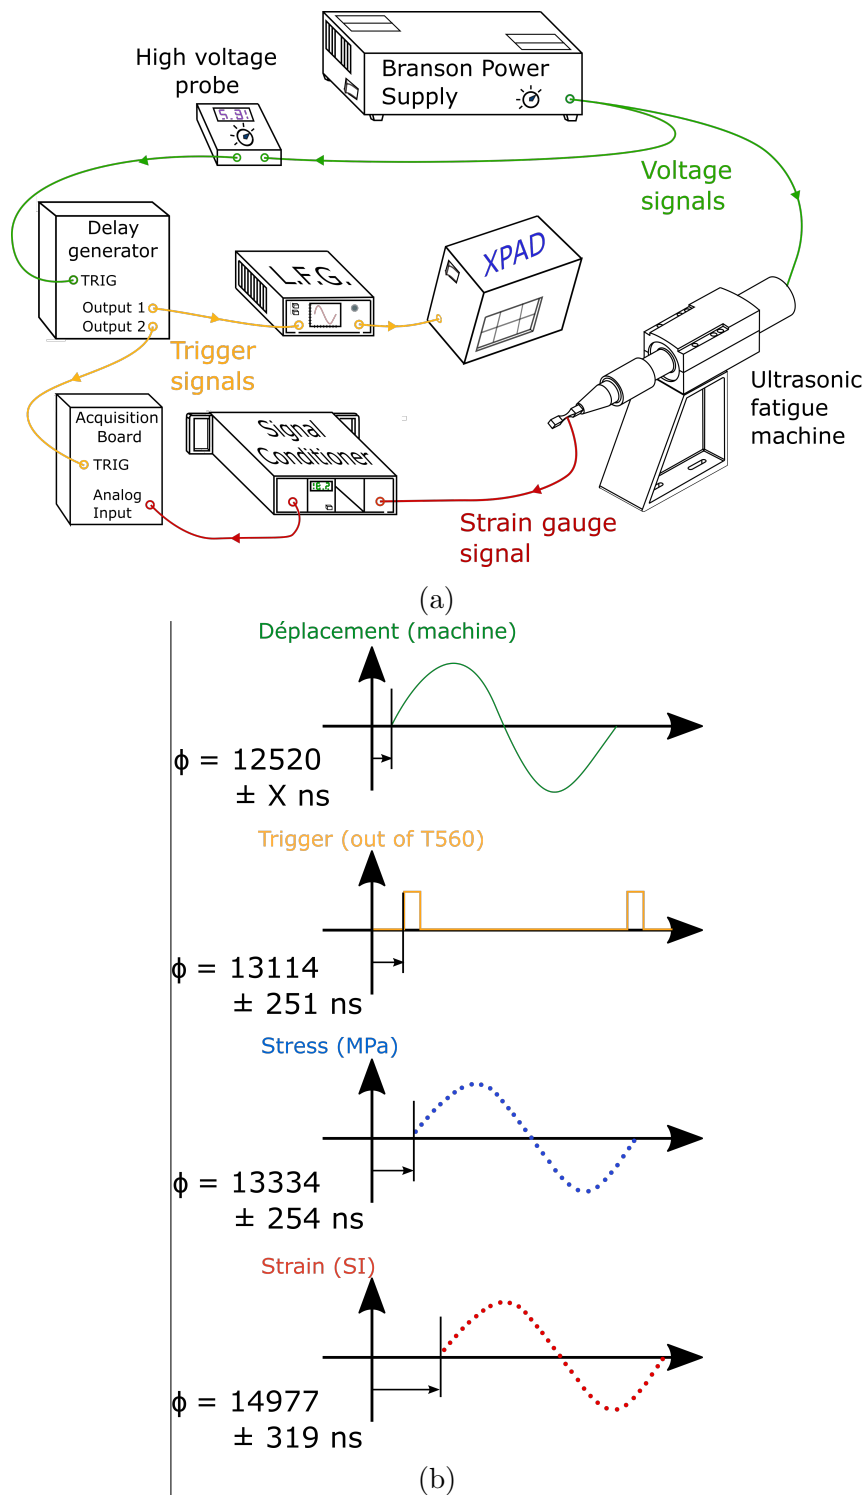 High voltage
probe
Branson Power
Supply
5.8!
Voltage
signals
Delay
generator
TRIG
Output 1
Output 2
L.F.G.
XPAD
Trigger
signals
Ultrasonic
fatigue
machine
Acquisition
Board
TRIG
Analog
Input
Signal
Conditioner
Strain gauge
signal
(a)
Déplacement (machine)
ϕ = 12520
± X ns
Trigger (out of T560)
ϕ = 13114
± 251 ns
Stress (MPa)
ϕ = 13334
± 254 ns
Strain (SI)
ϕ = 14977
± 319 ns
(b)